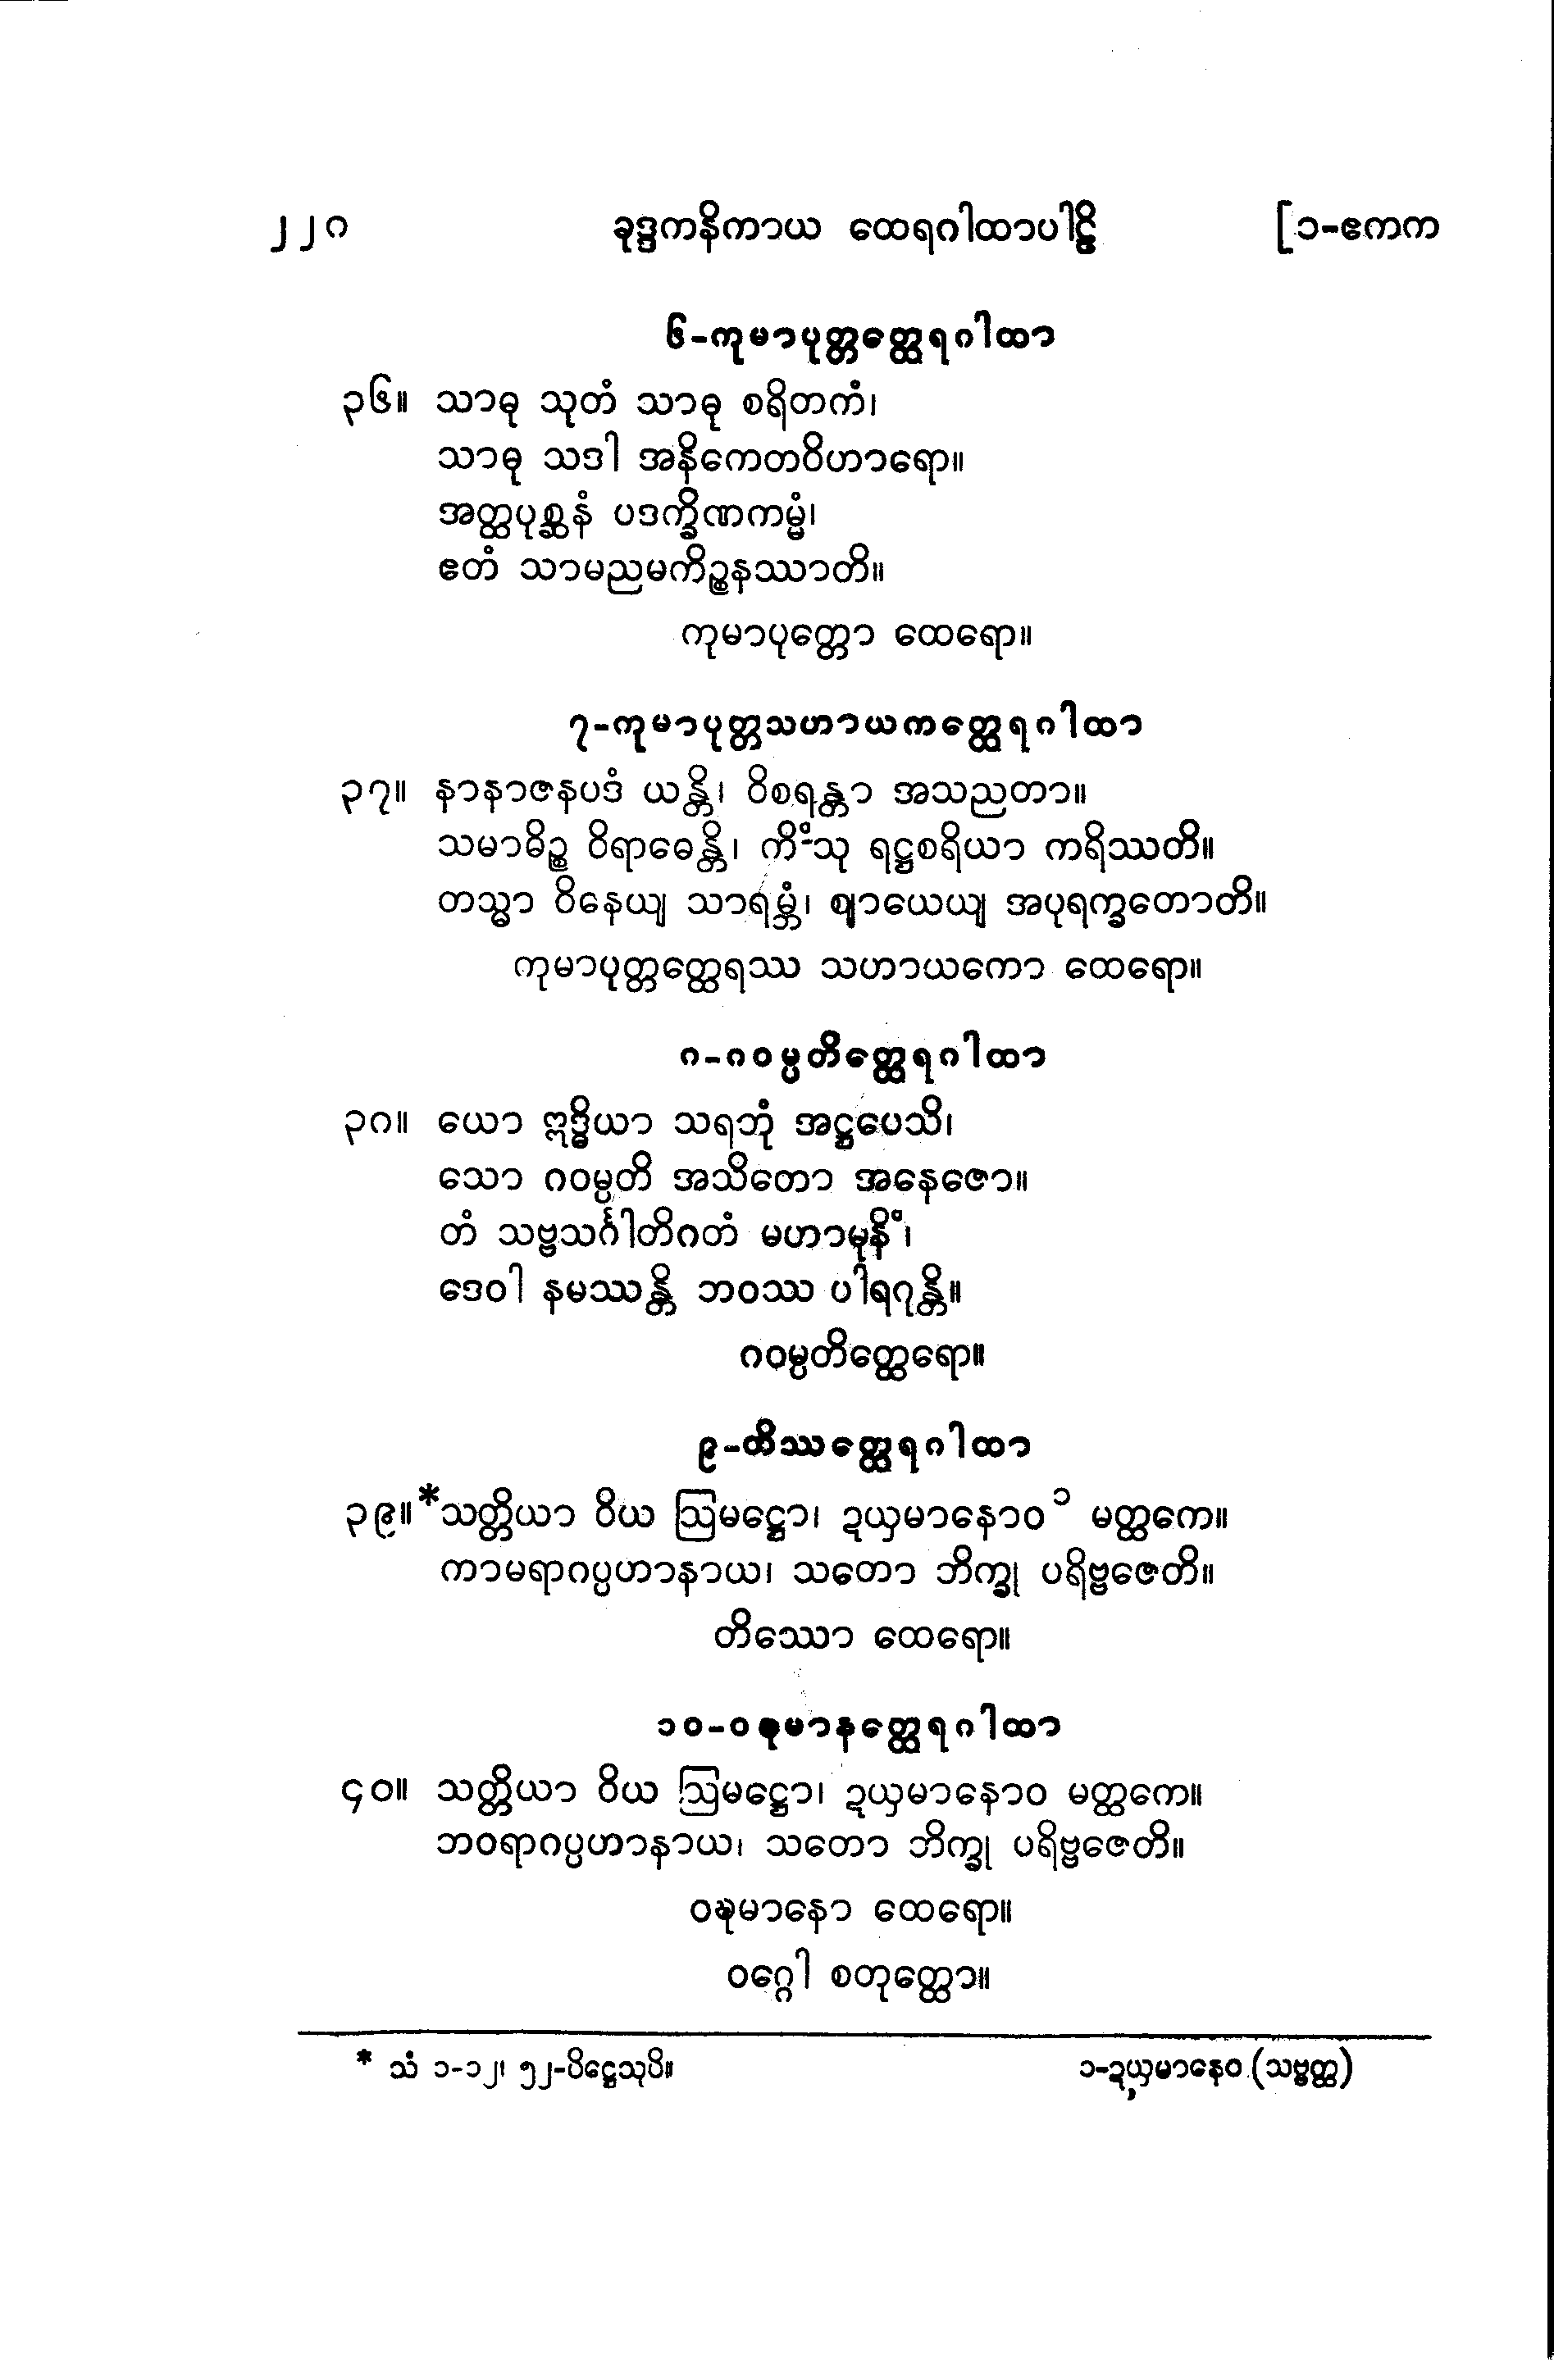 ၂၂၈ ခုဒ္ဒကနိကာယ ထေရဂါထာပါဠိ [၁-ဧကက
၆-ကုမာပုတ္တတ္ထေရဂါထာ
၃၆။ သာဓု သုတံ သာဓု စရိတကံ၊
သာဓု သဒါ အနိကေတဝိဟာရော။
အတ္ထပုစ္ဆနံ ပဒက္ခိဏကမ္မံ၊
ဧတံ သာမညမကိဉ္စနဿာတိ။
ကုမာပုတ္တော ထေရော။
၇-ကုမာပုတ္တသဟာယကတ္ထေရဂါထာ
၃၇။ နာနာဇနပဒံ ယန္တိ၊ ဝိစရန္တာ အသညတာ။
သမာဓိဉ္စ ဝိရာဓေန္တိ၊ ကိံသု ရဋ္ဌစရိယာ ကရိဿတိ။
တသ္မာ ဝိနေယျ သာရမ္ဘံ၊ ဈာယေယျ အပုရက္ခတောတိ။
ကုမာပုတ္တတ္ထေရဿ သဟာယကော ထေရော။
၈-ဂဝမ္ပတိတ္ထေရဂါထာ
၃၈။ ယော ဣဒ္ဓိယာ သရဘုံ အဋ္ဌပေသိ၊
သော ဂဝမ္ပတိ အသိတော အနေဇော။
တံ သဗ္ဗသင်္ဂါတိဂတံ မဟာမုနိံ၊
ဒေဝါ နမဿန္တိ ဘဝဿ ပါရဂုန္တိ။
ဂဝမ္ပတိတ္ထေရော။
၉-တိဿတ္ထေရဂါထာ
၃၉။ *သတ္တိယာ ဝိယ ဩမဋ္ဌော၊ ဍယှမာနောဝ ၁ မတ္ထကေ။
ကာမရာဂပ္ပဟာနာယ၊ သတော ဘိက္ခု ပရိဗ္ဗဇေတိ။
တိဿော ထေရော။
၁၀-ဝဍ္ဎမာနတ္ထေရဂါထာ
၄၀။ သတ္တိယာ ဝိယ ဩမဋ္ဌော၊ ဍယှမာနောဝ မတ္ထကေ။
ဘဝရာဂပ္ပဟာနာယ၊ သတော ဘိက္ခု ပရိဗ္ဗဇေတိ။
ဝဍ္ဎမာနော ထေရော။
ဝဂ္ဂေါ စတုတ္ထော။
* သံ ၁-၁၂၊ ၅၂-ပိဋ္ဌေသုပိ။ ၁-ဍယှမာနေဝ (သဗ္ဗတ္ထ)